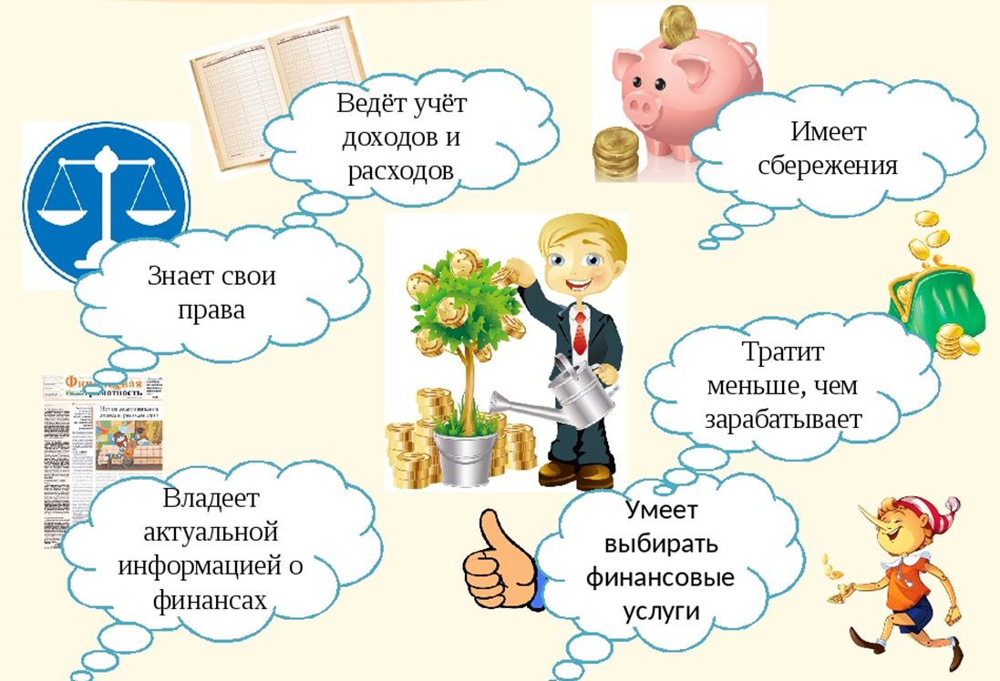 Ведёт учёт
доходов и
расходов
Имеет
сбережения
Знает свои
права
Тратит
меньше, чем
зарабатывает
Владеет
актуальной
информацией о
финансах
Умеет
выбирать
финансовые
услуги